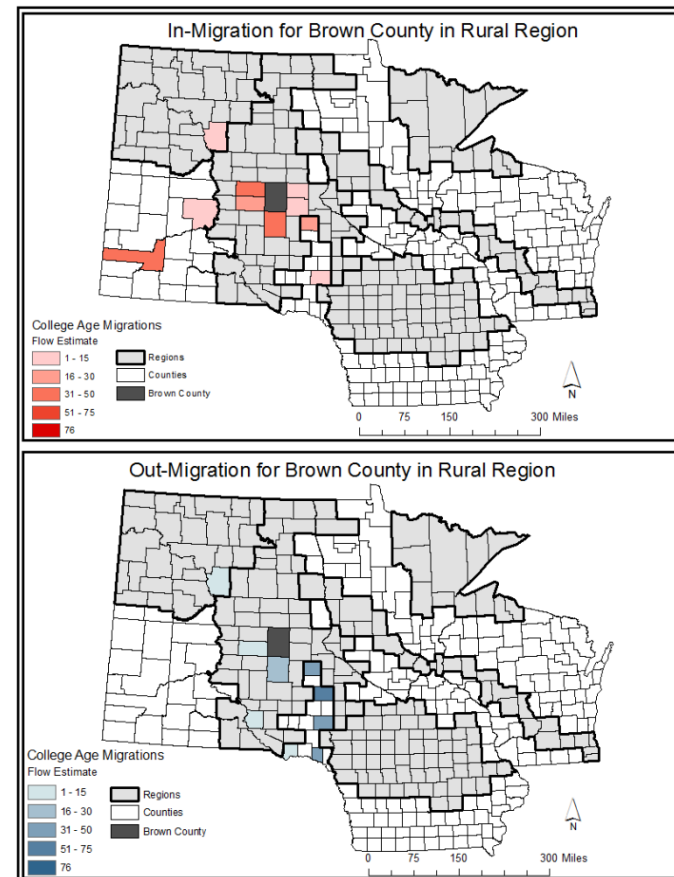 In-Migration for Brown County in Rural Region
College Age Migrations
Flow Estimate
1 - 15
16 - 30
31 - 50
51 - 75
76
Regions
Counties
Brown County
N
0 75 150 300 Miles
Out-Migration for Brown County in Rural Region
College Age Migrations
Flow Estimate
1 - 15
16 - 30
31 - 50
51 - 75
76
Regions
Counties
Brown County
N
0 75 150 300 Miles